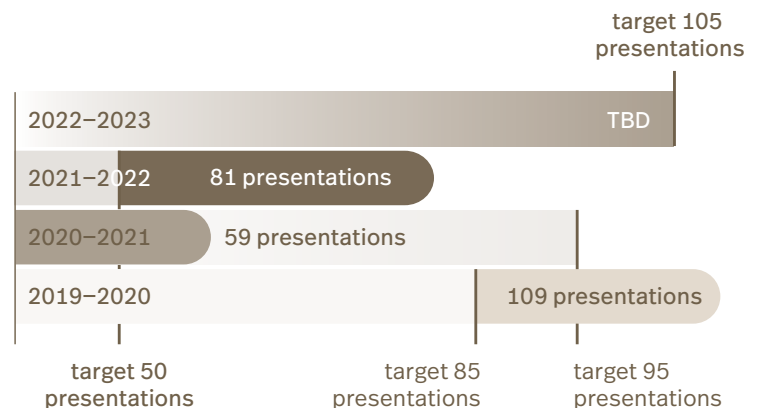 target 105
presentations
2022–2023
TBD
2021–2022
81 presentations
2020–2021
59 presentations
2019–2020
109 presentations
target 50
presentations
target 85
presentations
target 95
presentations